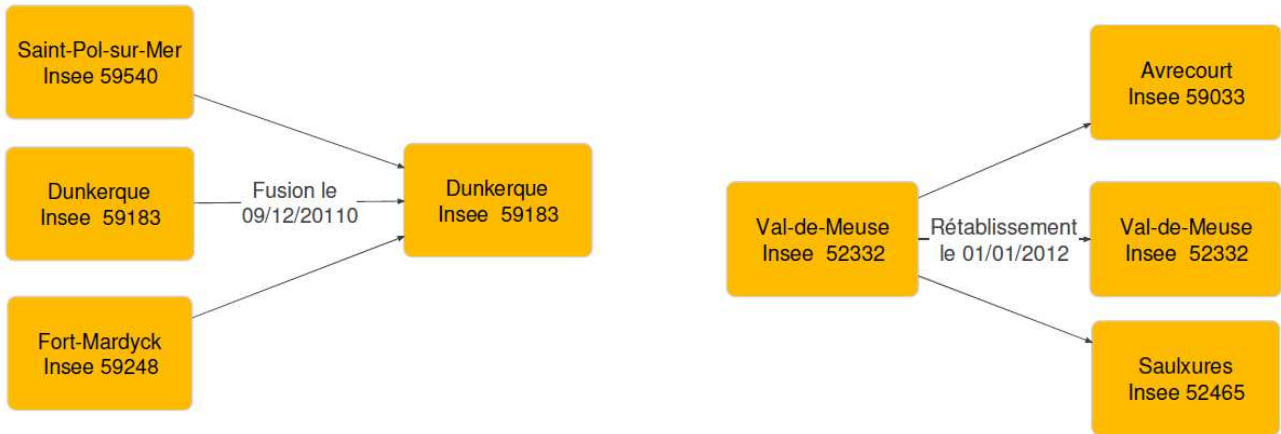 Saint-Pol-sur-Mer
Insee 59540
Dunkerque
Insee 59183
Fort-Mardyck
Insee 59248
Fusion le
09/12/20110
Dunkerque
Insee 59183
Val-de-Meuse
Insee 52332
Rétablissement
le 01/01/2012
Avrecourt
Insee 59033
Val-de-Meuse
Insee 52332
Saulxures
Insee 52465